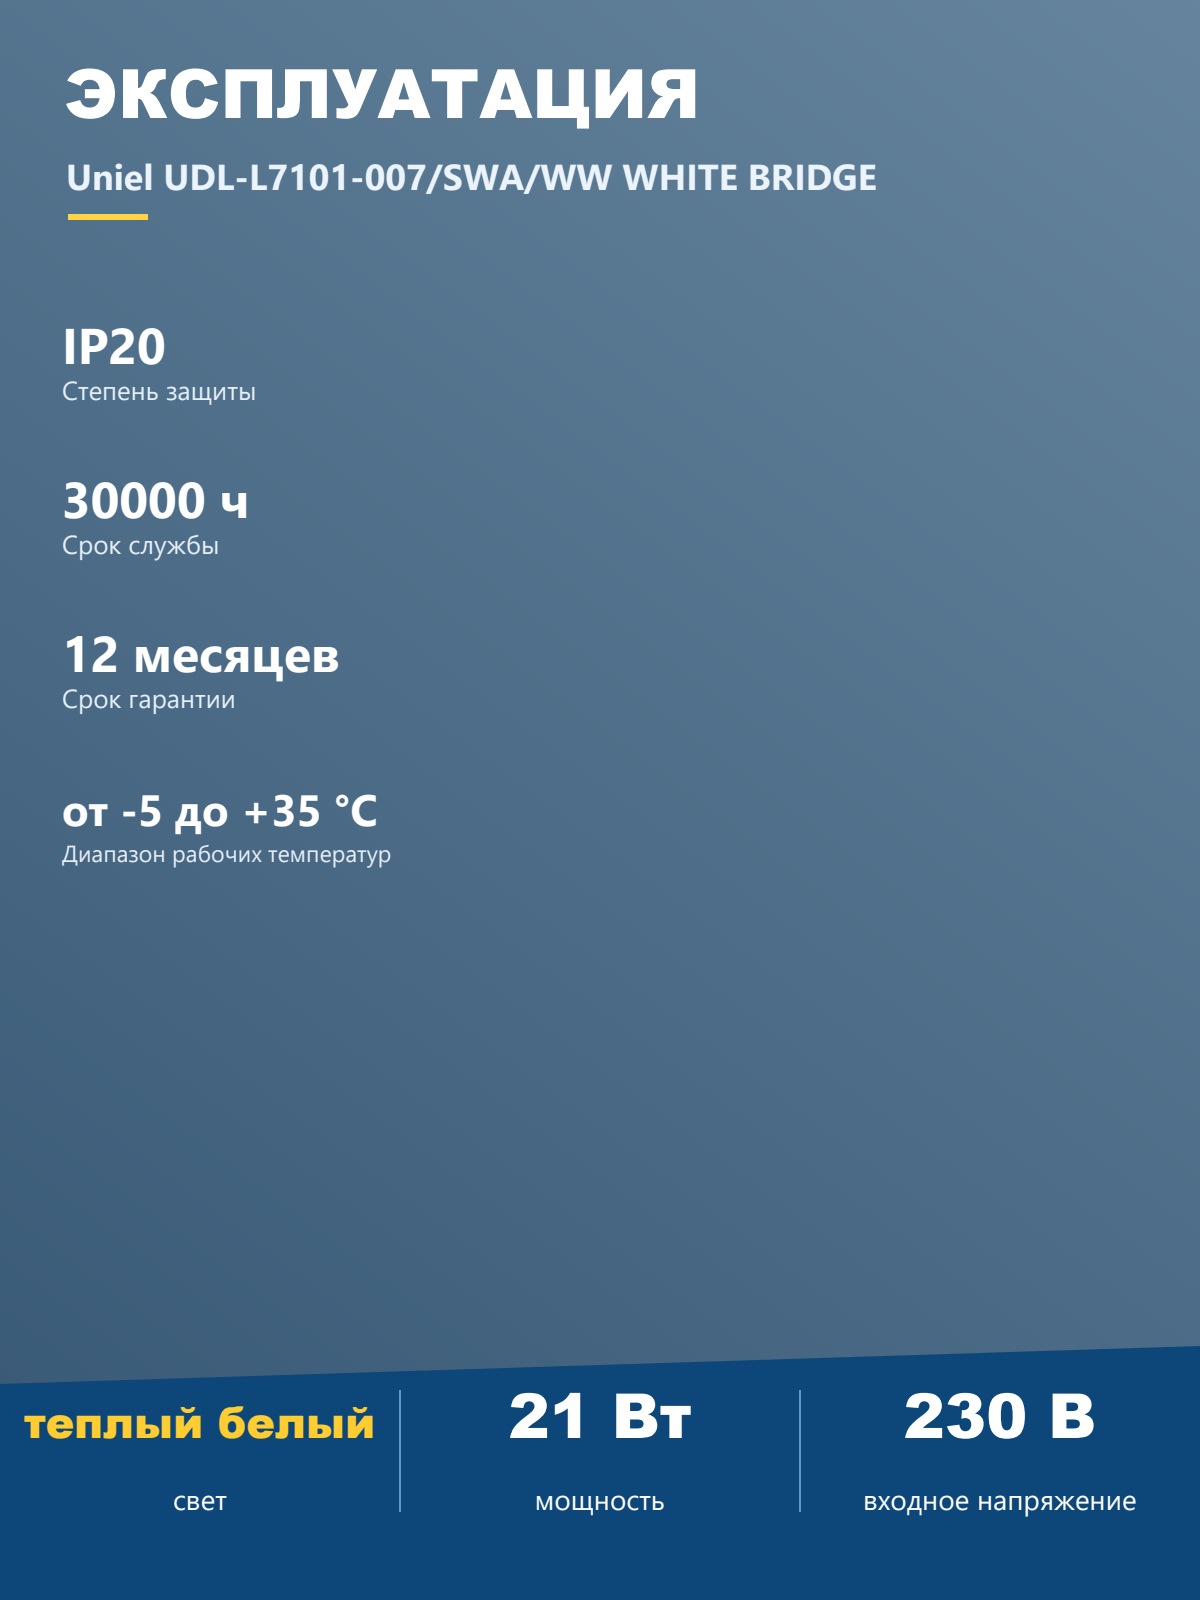 ЭКСПЛУАТАЦИЯ
Uniel UDL-L7101-007/SWA/WW WHITE BRIDGE
IP20
Степень защиты
30000 ч
Срок службы
12 месяцев
Срок гарантии
от -5 до +35 °C
Диапазон рабочих температур
теплый белый
свет
21 Вт
мощность
230 В
входное напряжение